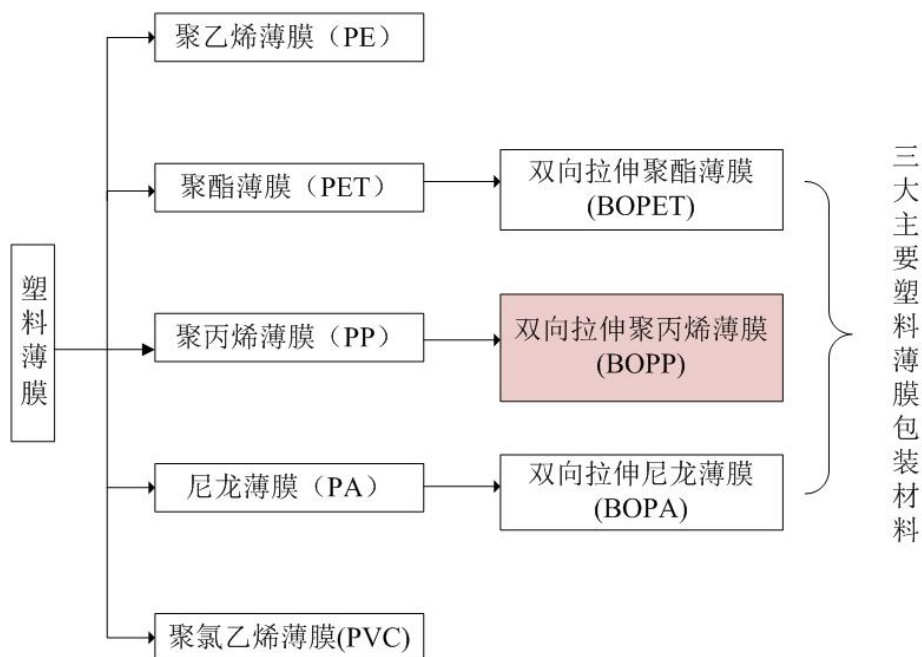 聚乙烯薄膜（PE）
聚酯薄膜（PET）
双向拉伸聚酯薄膜
(BOPET)
塑料薄膜
聚丙烯薄膜（PP）
双向拉伸聚丙烯薄膜
(BOPP)
尼龙薄膜（PA）
双向拉伸尼龙薄膜
(BOPA)
聚氯乙烯薄膜(PVC)
三大主要塑料薄膜包装材料